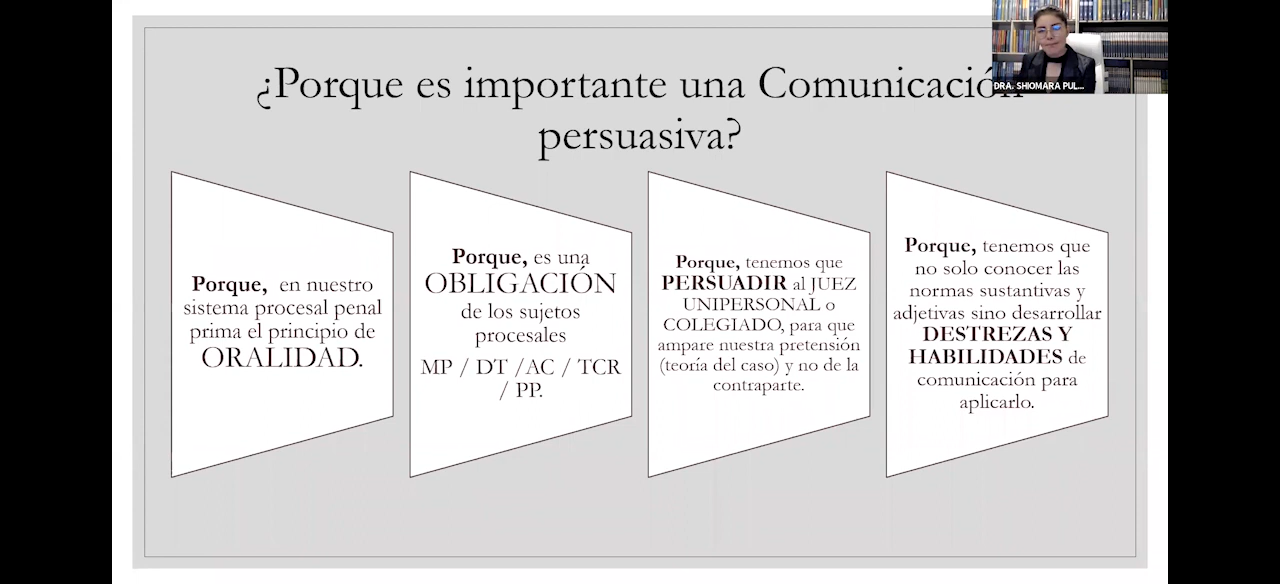 ¿Porque es importante una Comunicación
persuasiva?
DRA. SHIOMARA PUL...
Porque, en nuestro
sistema procesal penal
prima el principio de
ORALIDAD.
Porque, es una
OBLIGACIÓN
de los sujetos
procesales
MP / DT /AC / TCR
/ PP.
Porque, tenemos que
PERSUADIR al JUEZ
UNIPERSONAL o
COLEGIADO, para que
ampare nuestra pretensión
(teoría del caso) y no de la
contraparte.
Porque, tenemos que
no solo conocer las
normas sustantivas y
adjetivas sino desarrollar
DESTREZAS Y
HABILIDADES de
comunicación para
aplicarlo.